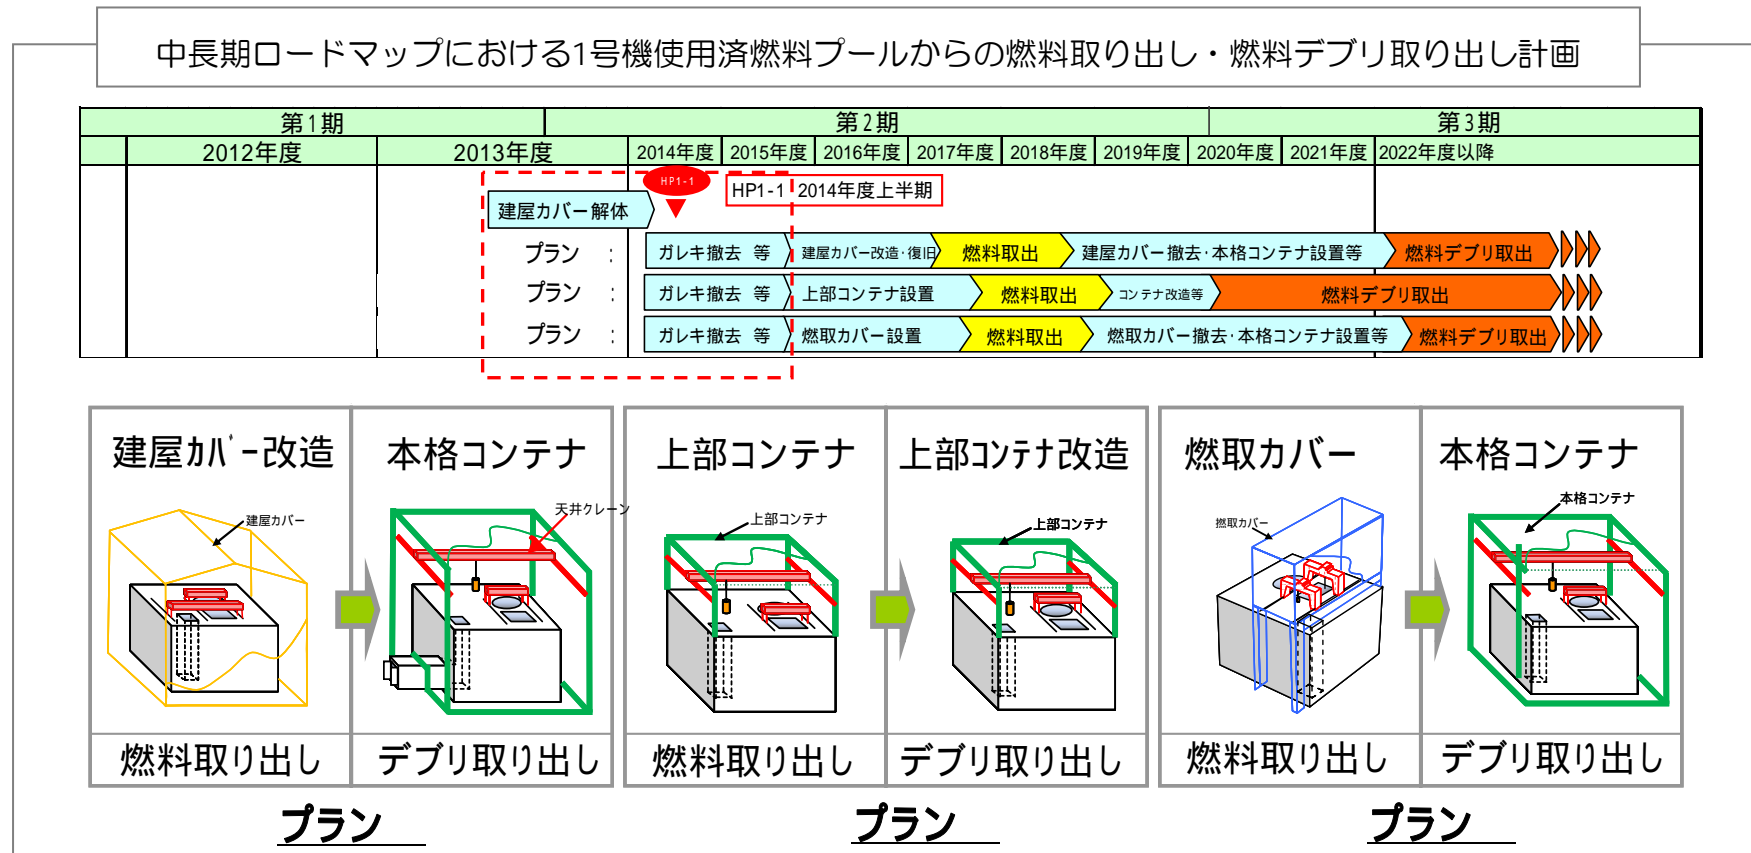 中長期ロードマップにおける1号機使用済燃料プールからの燃料取り出し・燃料デブリ取り出し計画
第1期 第2期 第3期
2012年度 2013年度 2014年度 2015年度 2016年度 2017年度 2018年度 2019年度 2020年度 2021年度 2022年度以降
HP1-1
HP1-1 2014年度上半期
建屋カバー解体
プラン : ガレキ撤去 等 建屋カバー改造・復旧 燃料取出 建屋カバー撤去・本格コンテナ設置等 燃料デブリ取出
プラン : ガレキ撤去 等 上部コンテナ設置 燃料取出 コンテナ改造等 燃料デブリ取出
プラン : ガレキ撤去 等 燃取カバー設置 燃料取出 燃取カバー撤去・本格コンテナ設置等 燃料デブリ取出
建屋カバー改造 本格コンテナ 上部コンテナ 上部コンテナ改造 燃取カバー 本格コンテナ
建屋カバー
天井クレーン
上部コンテナ
上部コンテナ
燃取カバー
本格コンテナ
燃料取り出し デブリ取り出し 燃料取り出し デブリ取り出し 燃料取り出し デブリ取り出し
プラン プラン プラン